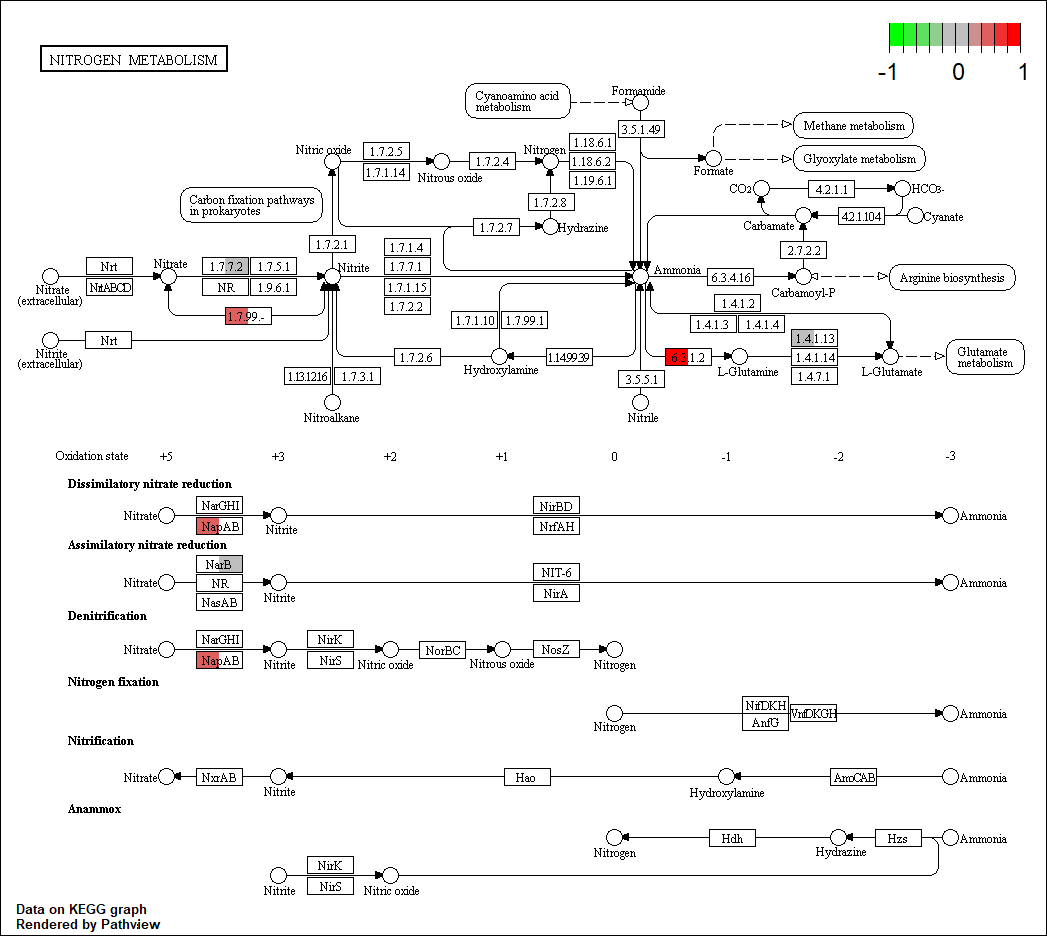 NITROGEN METABOLISM
-1 0 1
Cyanoamino acid
metabolism
Formamide
3.5.1.49
Methane metabolism
Glyoxylate metabolism
Formate
Nitric oxide
1.7.2.5
1.7.1.14
Nitrous oxide
1.7.2.4
Nitrogen
1.18.6.1
1.18.6.2
1.19.6.1
1.7.2.8
Hydrazine
1.7.2.7
CO2
4.2.1.1
HCO3-
Carbamate
4.2.1.104
Cyanate
2.7.2.2
Carbon fixation pathways
in prokaryotes
1.7.2.1
Nrt
NrtABCD
Nitrate
(extracellular)
Nitrate
1.7.7.2
1.7.5.1
NR
1.9.6.1
Nitrite
1.7.99.-
1.7.1.4
1.7.7.1
1.7.1.15
1.7.2.2
Ammonia
6.3.4.16
Carbamoyl-P
Arginine biosynthesis
Nrt
Nitrite
(extracellular)
1.7.1.10
1.7.99.1
1.7.2.6
Hydroxylamine
1.14.99.39
1.4.1.2
1.4.1.3
1.4.1.4
6.3.1.2
L-Glutamine
1.4.1.13
1.4.1.14
1.4.7.1
L-Glutamate
Glutamate
metabolism
1.13.12.16
1.7.3.1
Nitroalkane
3.5.5.1
Nitrile
Oxidation state +5 +3 +2 +1 0 -1 -2 -3
Dissimilatory nitrate reduction
NarGHI
NirBD
Nitrate
Nitrite
Ammonia
NapAB
NrfAH
Assimilatory nitrate reduction
NarB
NIT-6
Nitrate
NR
Nitrite
Ammonia
NasAB
NirA
Denitrification
NarGHI
NirK
Nitrate
Nitrite
Nitric oxide
NorBC
Nitrous oxide
NosZ
Nitrogen
NapAB
NirS
Nitrogen fixation
NifDKH
VnfDKGH
Nitrogen
Ammonia
AnfG
Nitrification
Nitrate
NxrAB
Nitrite
Hao
Hydroxylamine
AmoCAB
Ammonia
Anammox
Nitrogen
Hdh
Hydrazine
Hzs
Ammonia
NirK
Nitrite
Nitric oxide
NirS
Data on KEGG graph
Rendered by Pathview